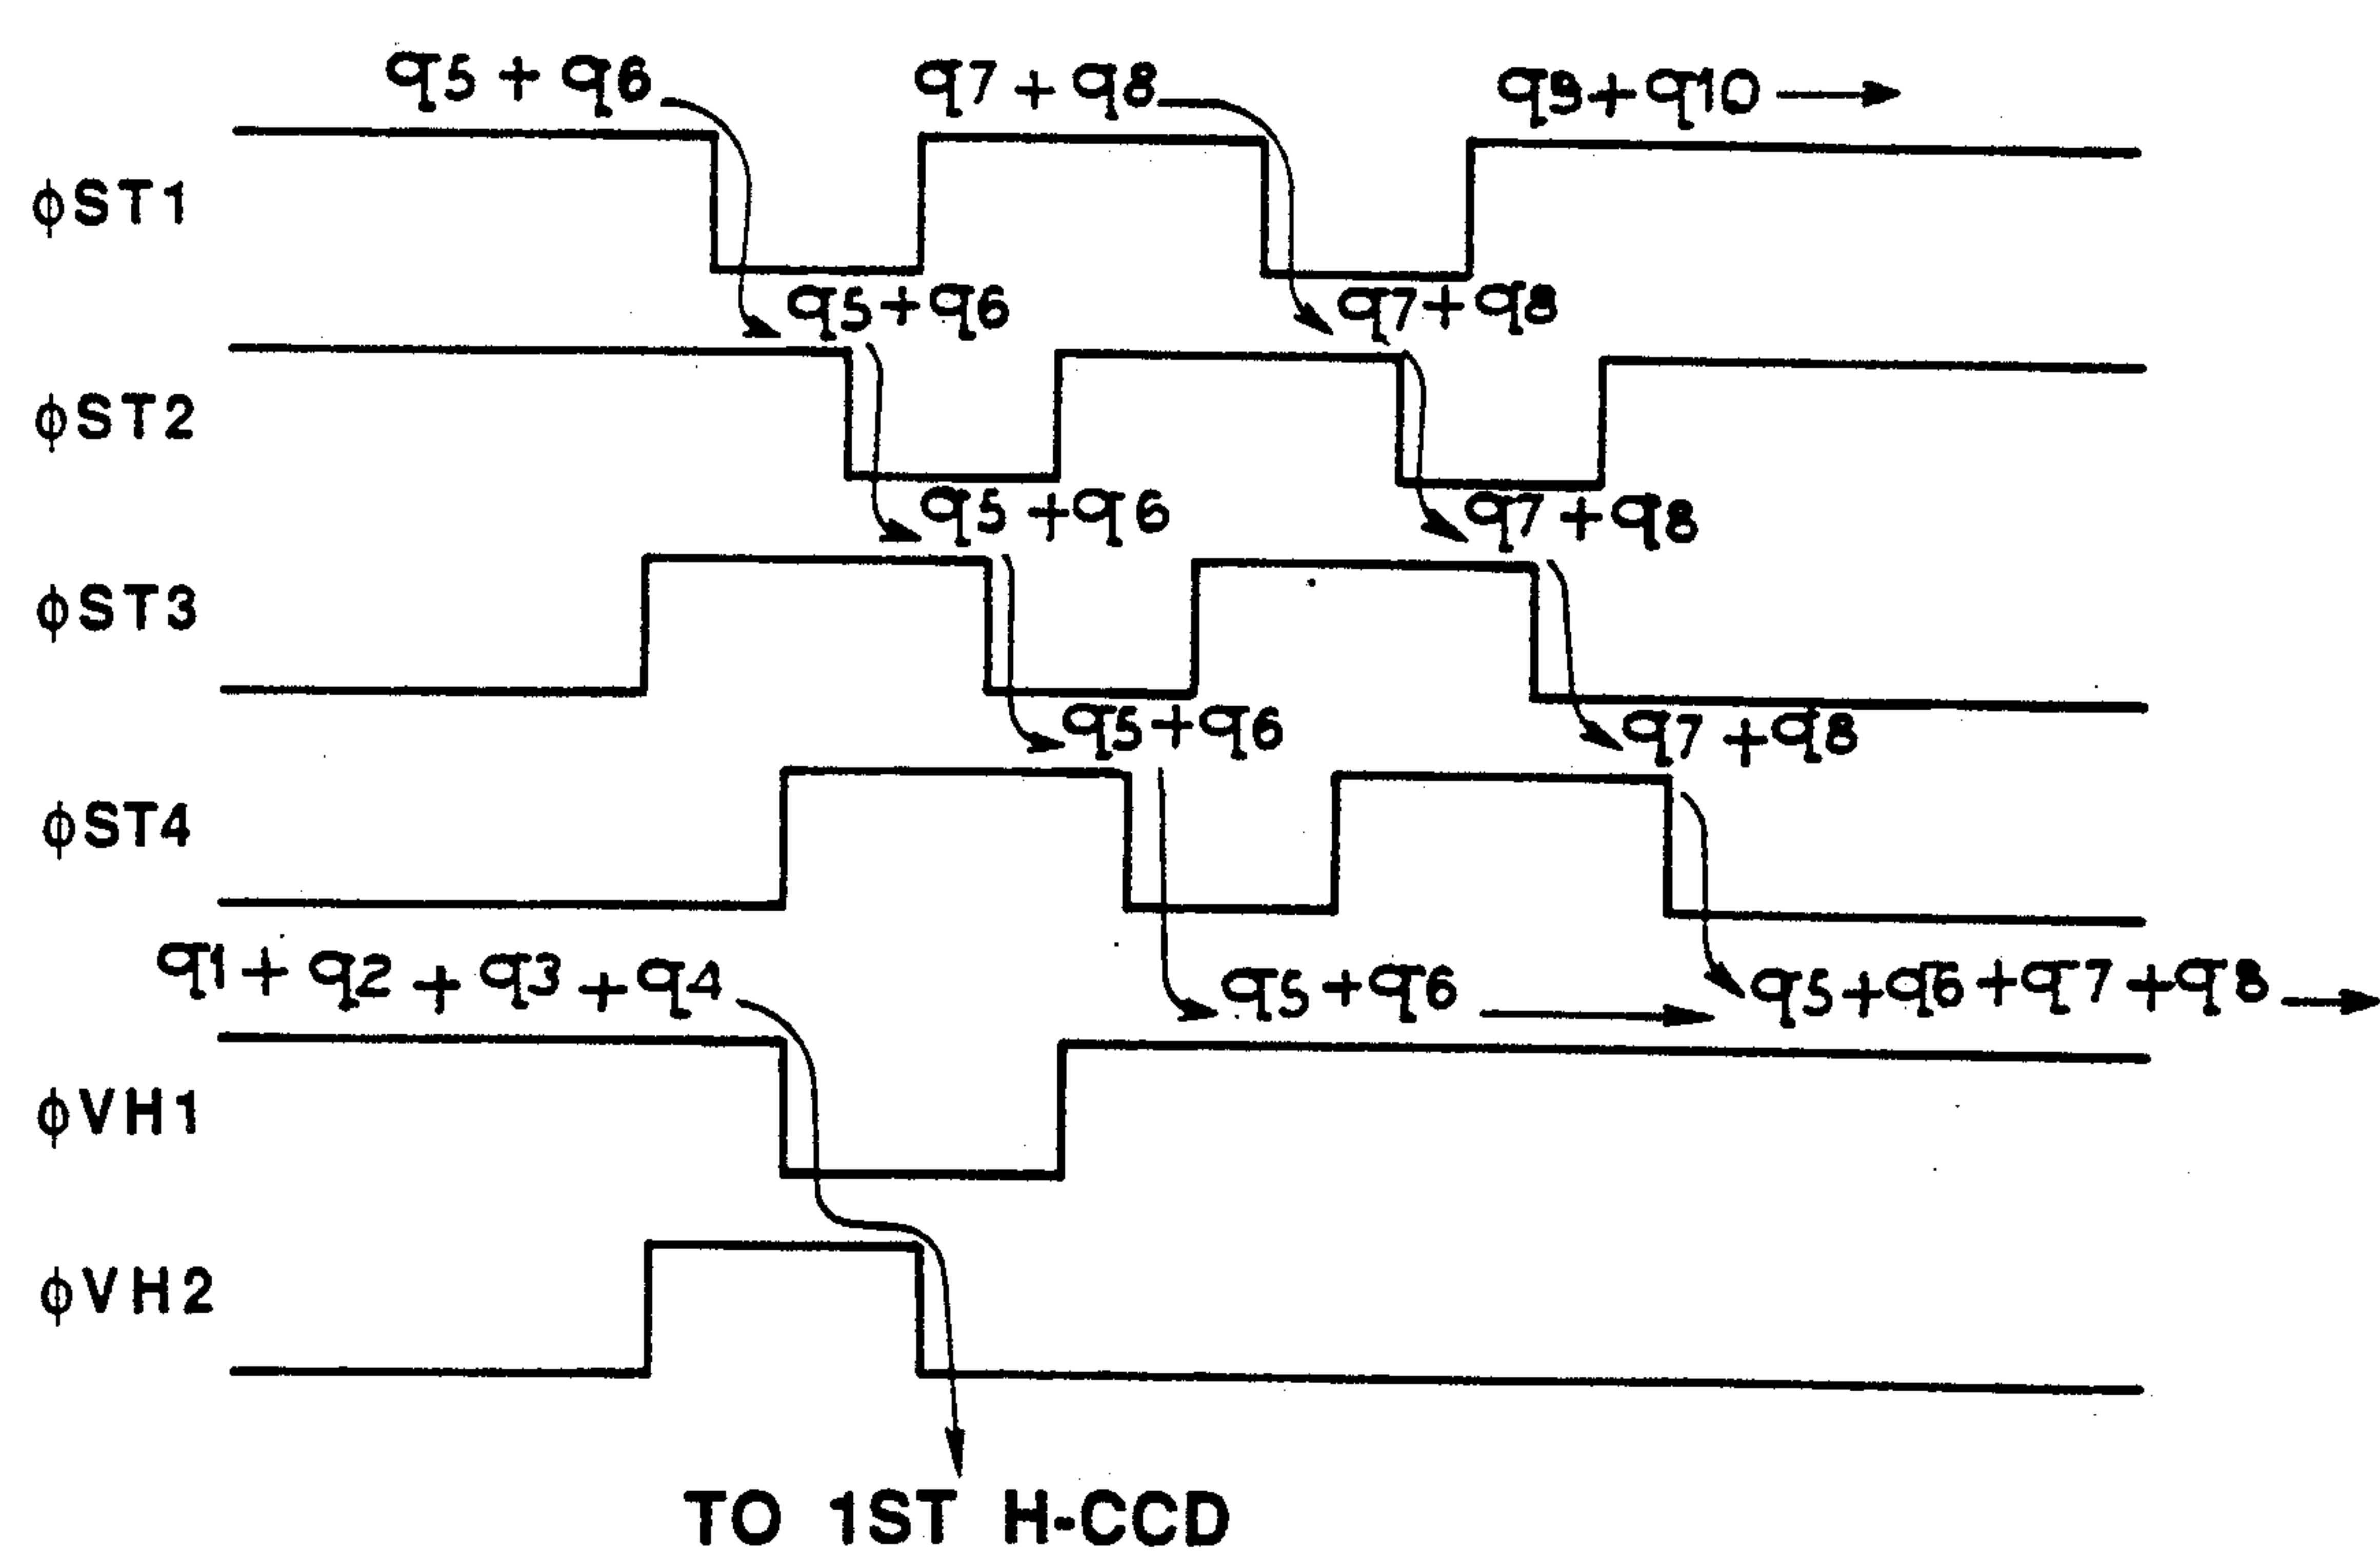 q5+q6 q7+q8 q9+q10
φST1
q5+q6 q7+q8
φST2
q5+q6 q7+q8
φST3
q5+q6 q7+q8
φST4
q1+q2+q3+q4 q5+q6 q5+q6+q7+q8
φVH1
φVH2
TO 1ST H-CCD